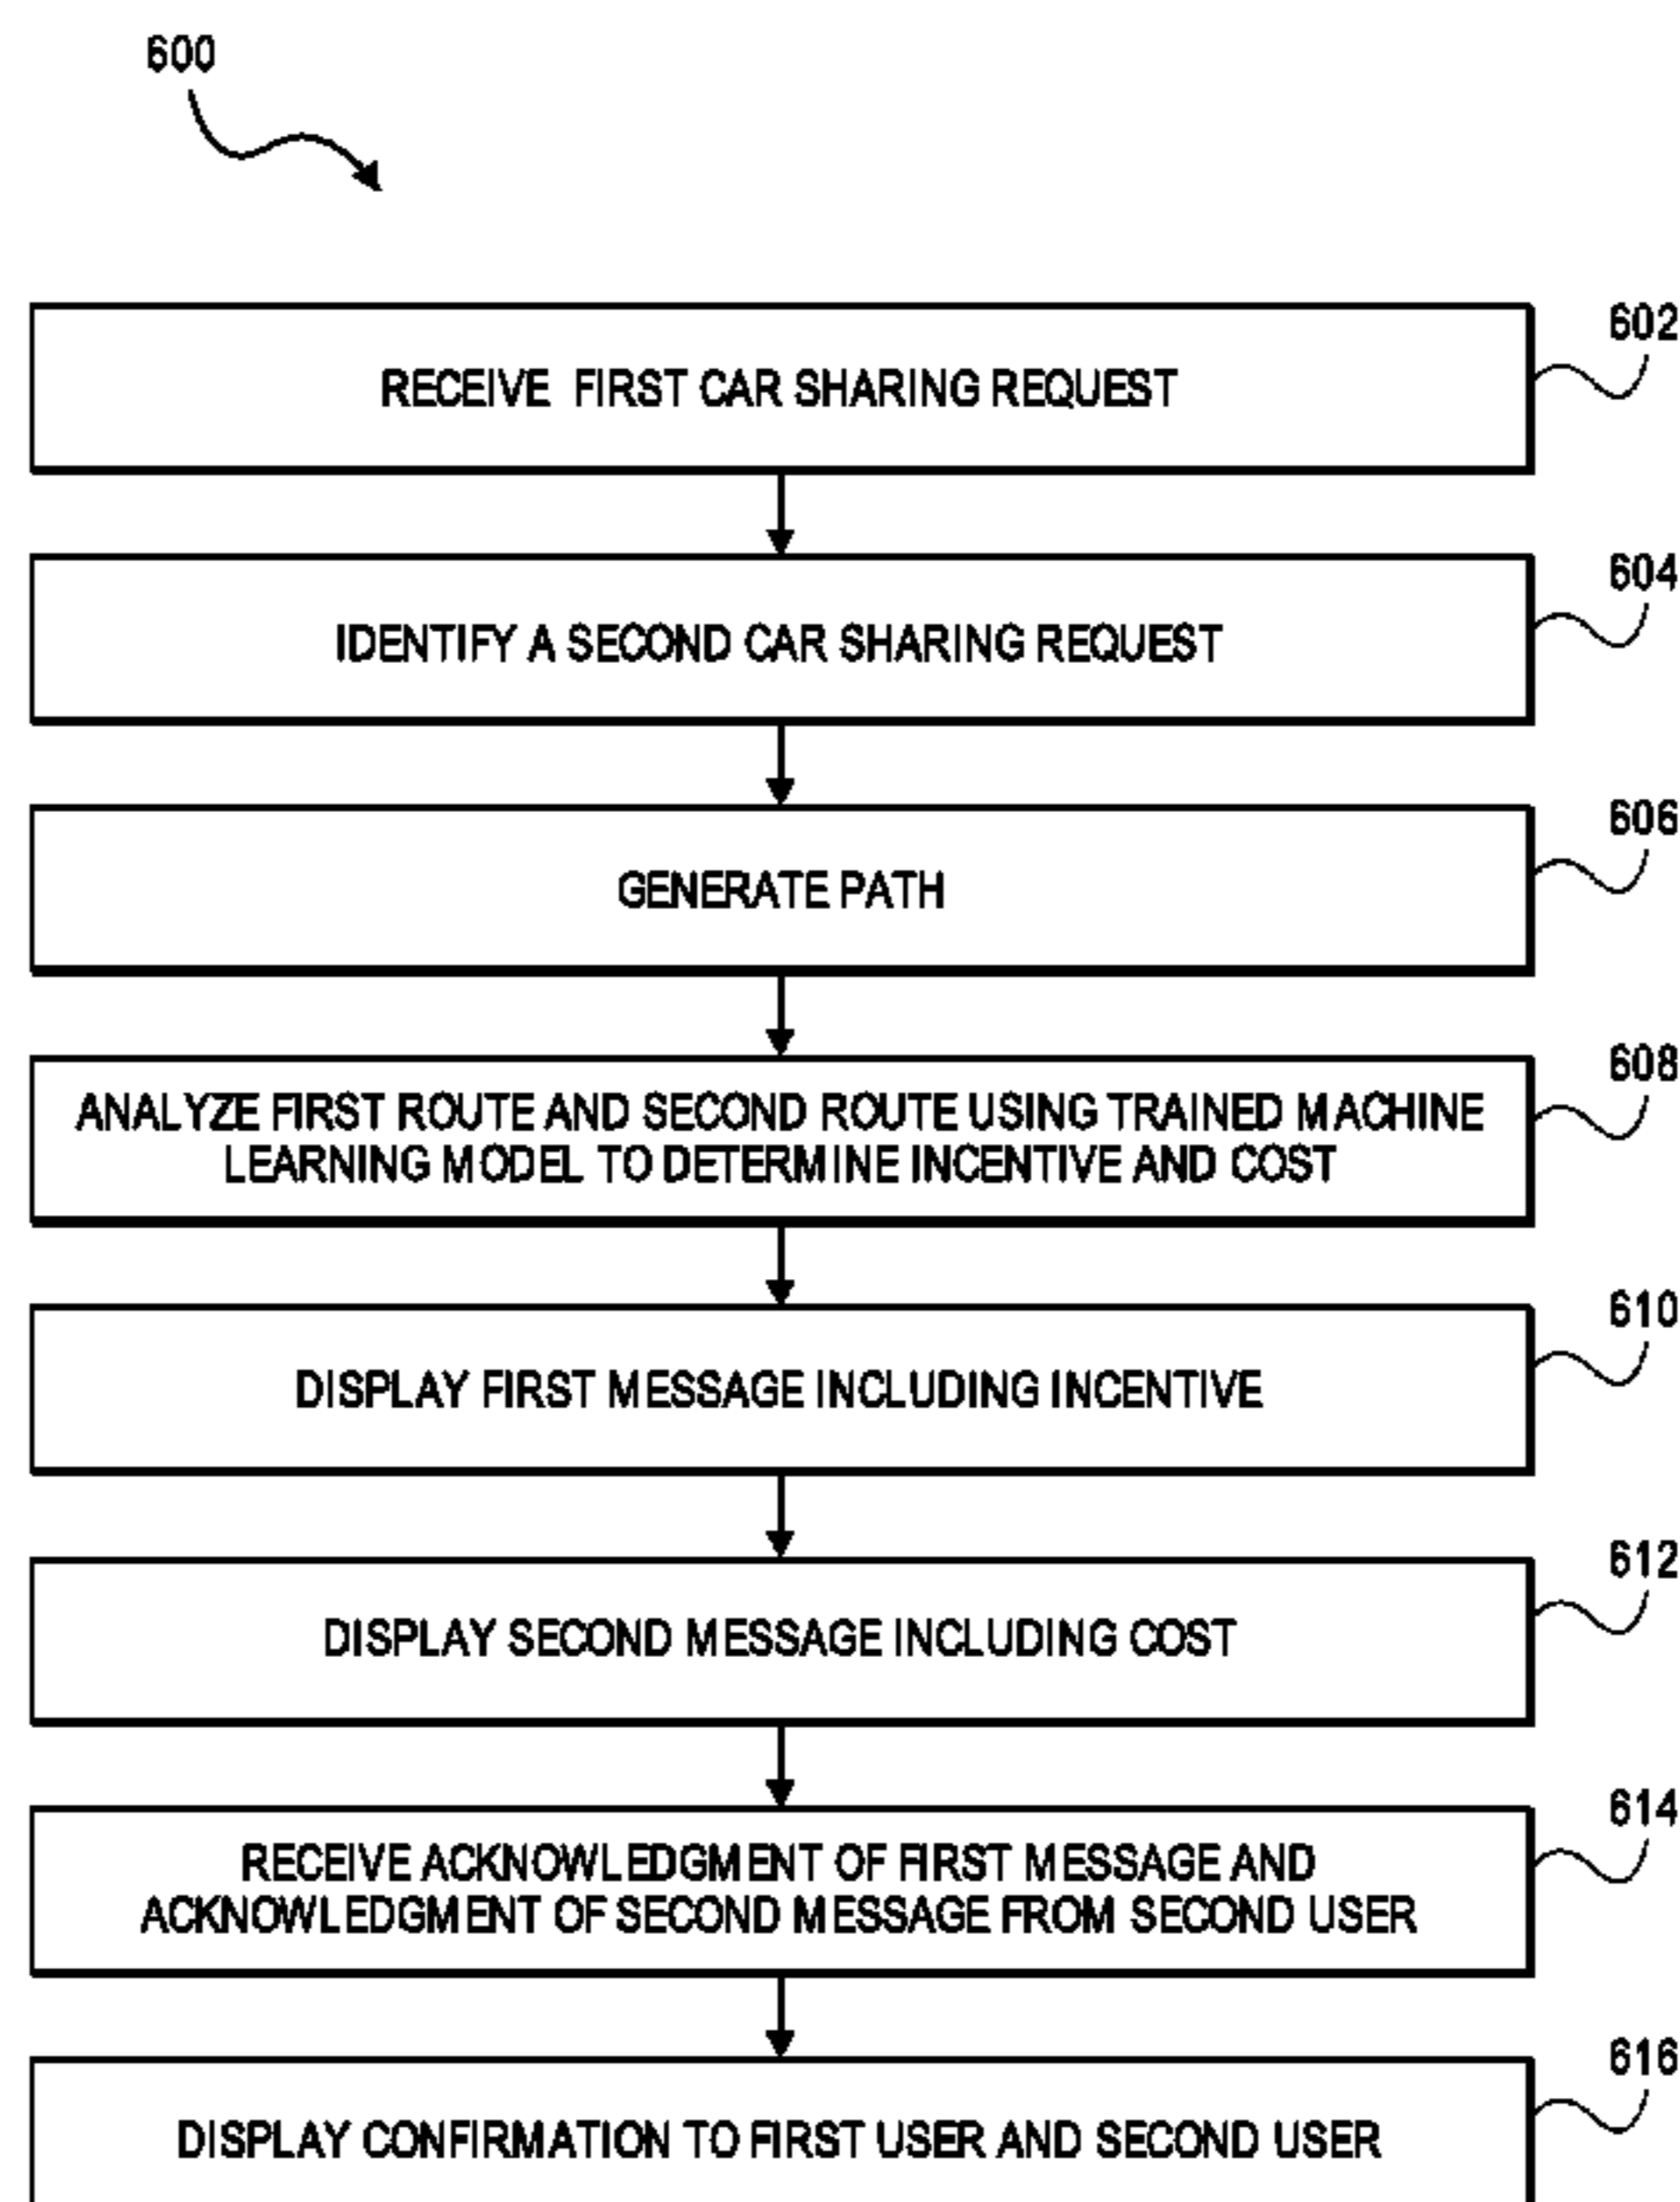 600
RECEIVE FIRST CAR SHARING REQUEST
602
IDENTIFY A SECOND CAR SHARING REQUEST
604
GENERATE PATH
606
ANALYZE FIRST ROUTE AND SECOND ROUTE USING TRAINED MACHINE
LEARNING MODEL TO DETERMINE INCENTIVE AND COST
608
DISPLAY FIRST MESSAGE INCLUDING INCENTIVE
610
DISPLAY SECOND MESSAGE INCLUDING COST
612
RECEIVE ACKNOWLEDGMENT OF FIRST MESSAGE AND
ACKNOWLEDGMENT OF SECOND MESSAGE FROM SECOND USER
614
DISPLAY CONFIRMATION TO FIRST USER AND SECOND USER
616